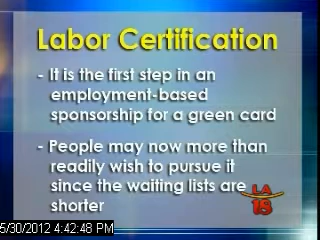 Labor Certification
- It is the first step in an
employment-based
sponsorship for a green card
- People may now more than
readily wish to pursue it
since the waiting lists are
shorter
LA
18
5/30/2012 4:42:48 PM